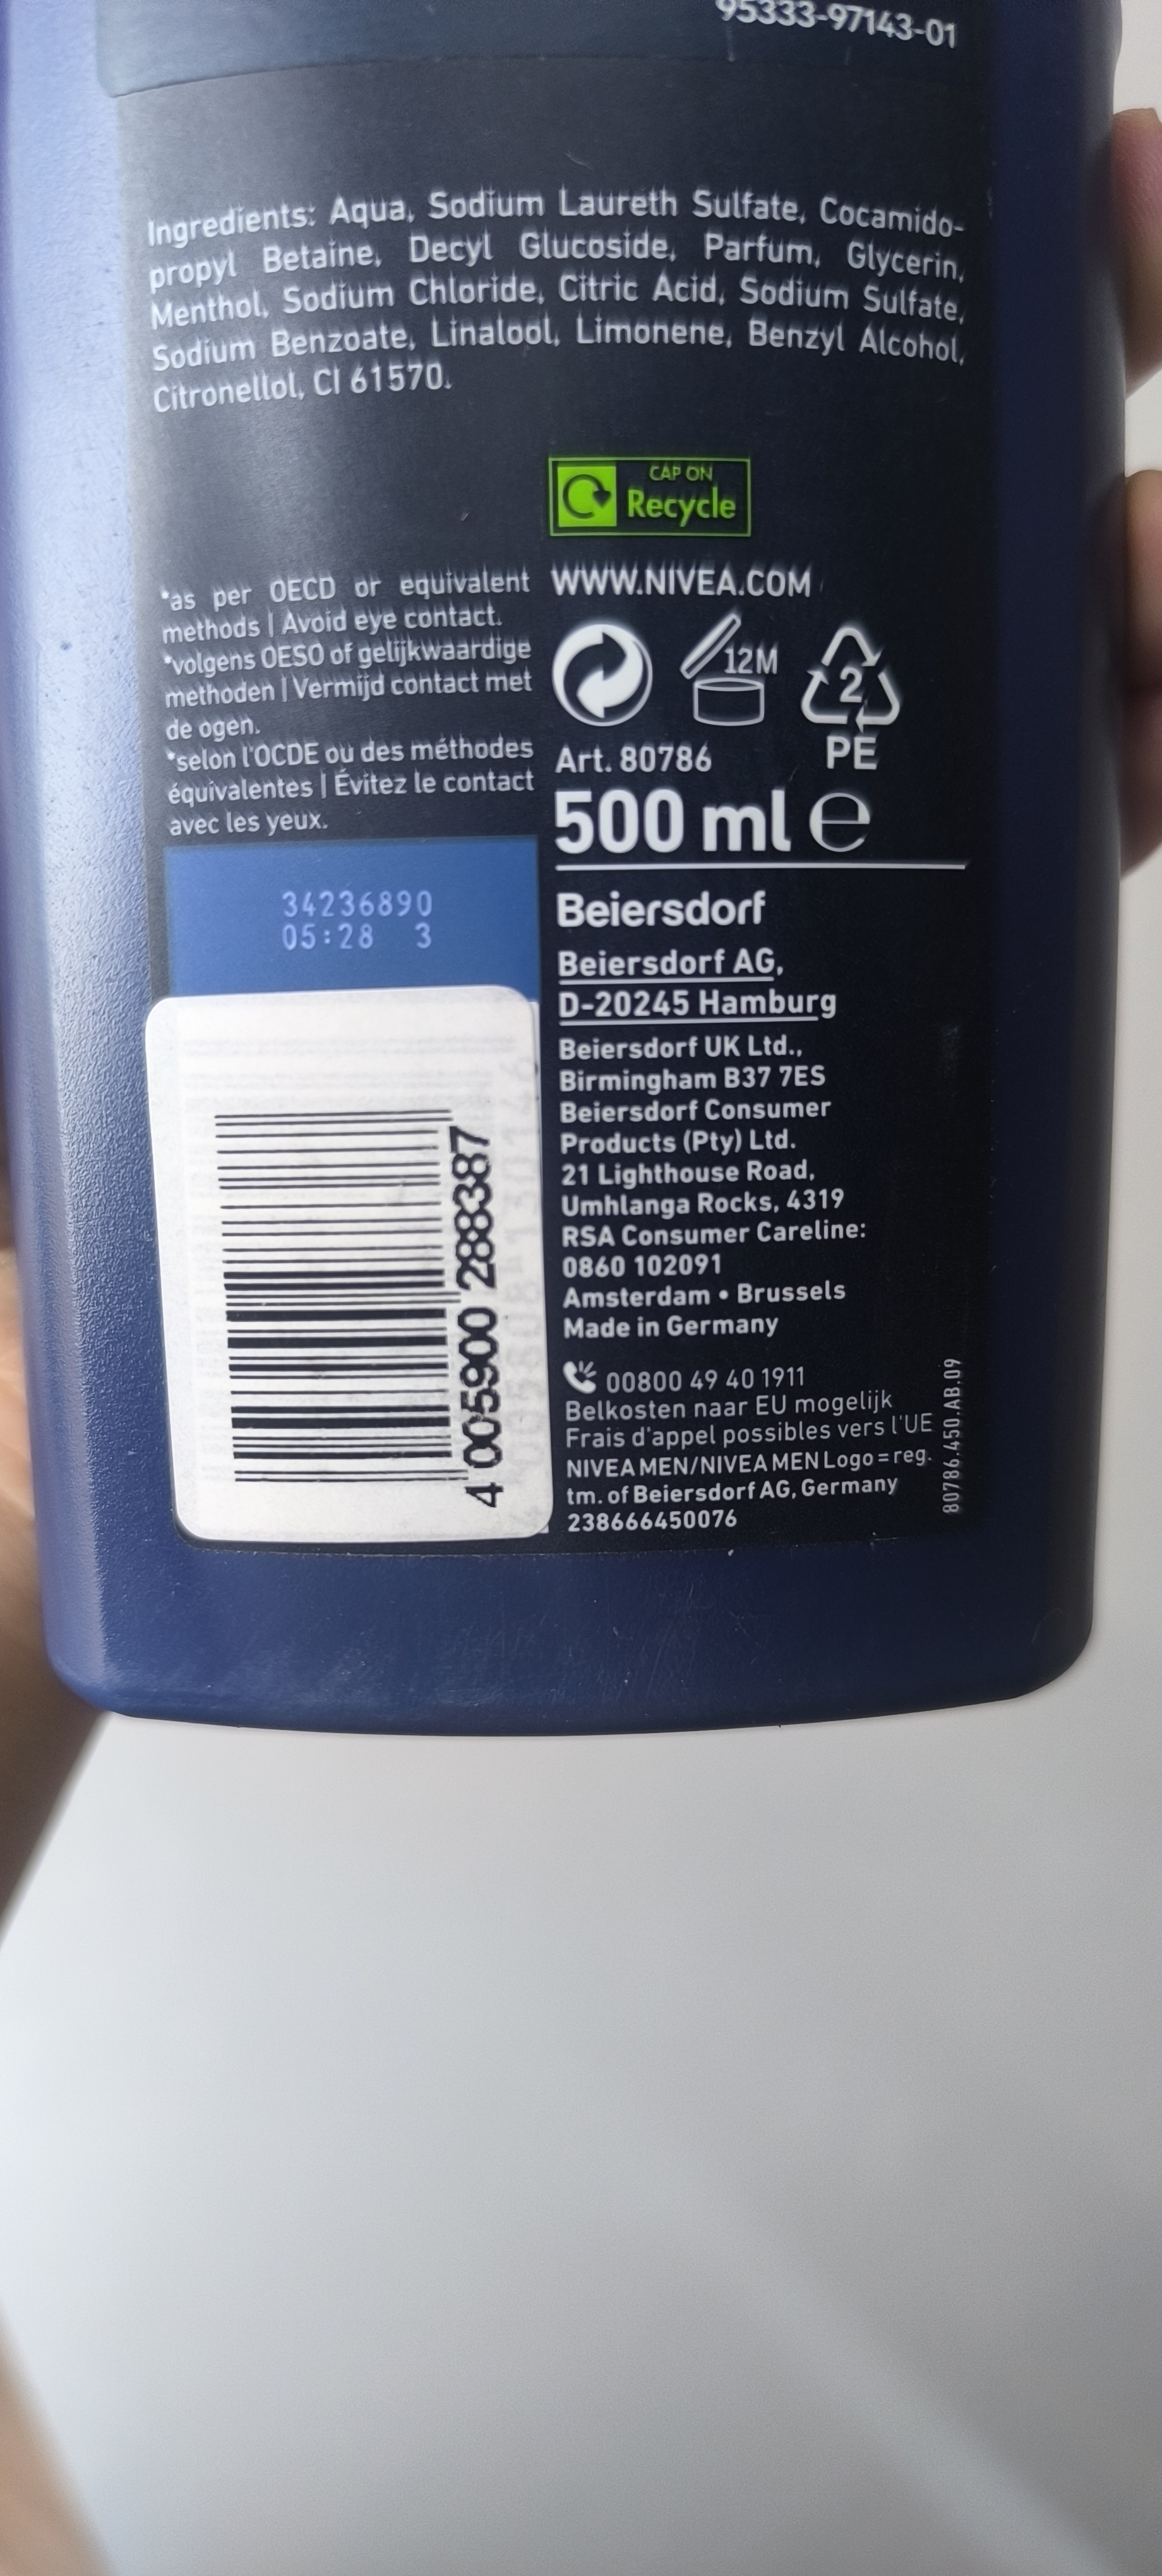 95333-97143-01
Ingredients: Aqua, Sodium Laureth Sulfate, Cocamido-
propyl Betaine, Decyl Glucoside, Parfum, Glycerin,
Menthol, Sodium Chloride, Citric Acid, Sodium Sulfate,
Sodium Benzoate, Linalool, Limonene, Benzyl Alcohol,
Citronellol, CI 61570.
CAP ON
Recycle
*as per OECD or equivalent
methods | Avoid eye contact.
*volgens OESO of gelijkwaardige
methoden | Vermijd contact met
de ogen.
*selon l'OCDE ou des méthodes
équivalentes | Évitez le contact
avec les yeux.
34236890
05:28 3
4 005900 288387
WWW.NIVEA.COM
12M
2
PE
Art. 80786
500 ml e
Beiersdorf
Beiersdorf AG,
D-20245 Hamburg
Beiersdorf UK Ltd.,
Birmingham B37 7ES
Beiersdorf Consumer
Products (Pty) Ltd.
21 Lighthouse Road,
Umhlanga Rocks, 4319
RSA Consumer Careline:
0860 102091
Amsterdam • Brussels
Made in Germany
00800 49 40 1911
Belkosten naar EU mogelijk
Frais d'appel possibles vers l'UE
NIVEA MEN/NIVEA MEN Logo = reg.
tm. of Beiersdorf AG, Germany
238666450076
80786.450.AB.09